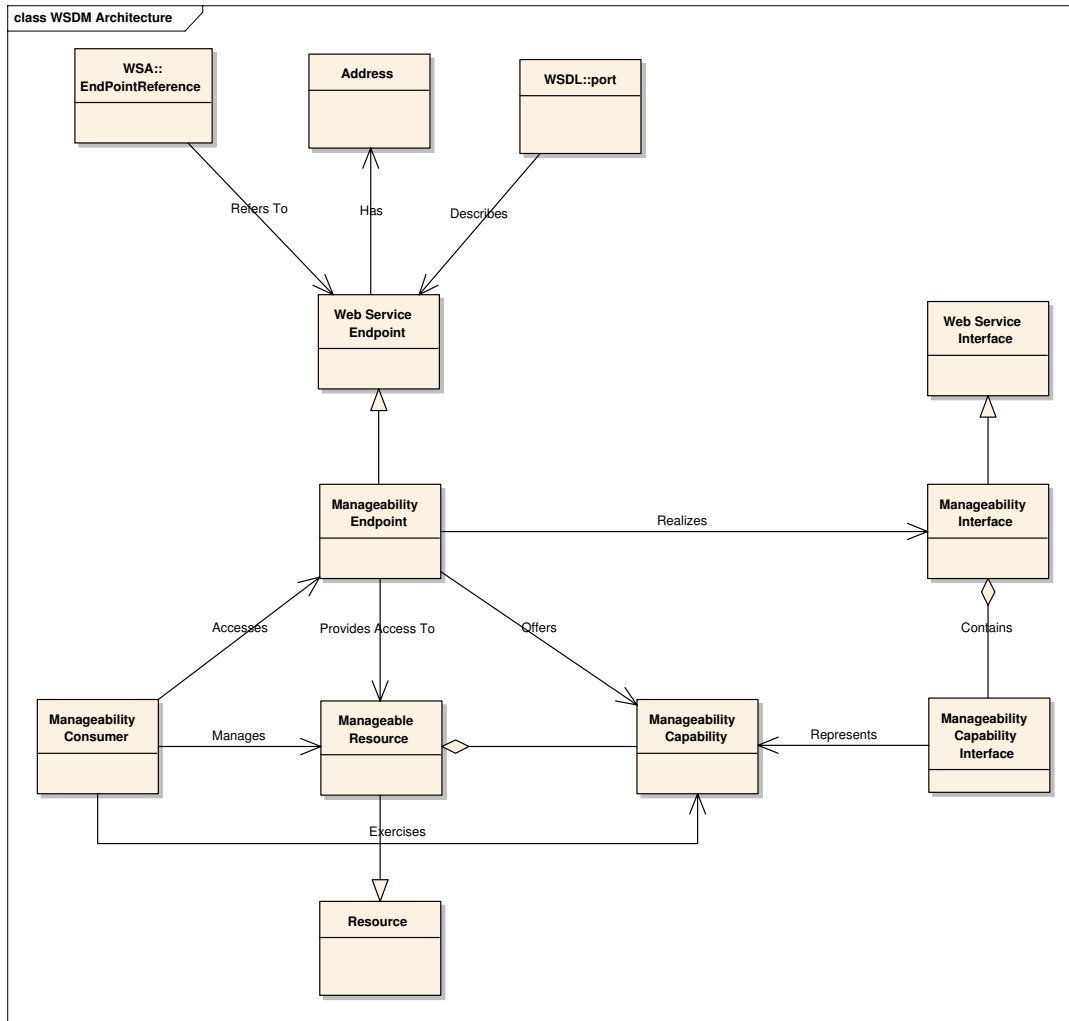 class WSDM Architecture
WSA::
EndPointReference
Address
WSDL::port
Refers To
Has
Describes
Web Service
Endpoint
Web Service
Interface
Manageability
Endpoint
Realizes
Manageability
Interface
Accesses
Provides Access To
Offers
Contains
Manageability
Consumer
Manages
Manageable
Resource
Manageability
Capability
Represents
Manageability
Capability
Interface
Exercises
Resource